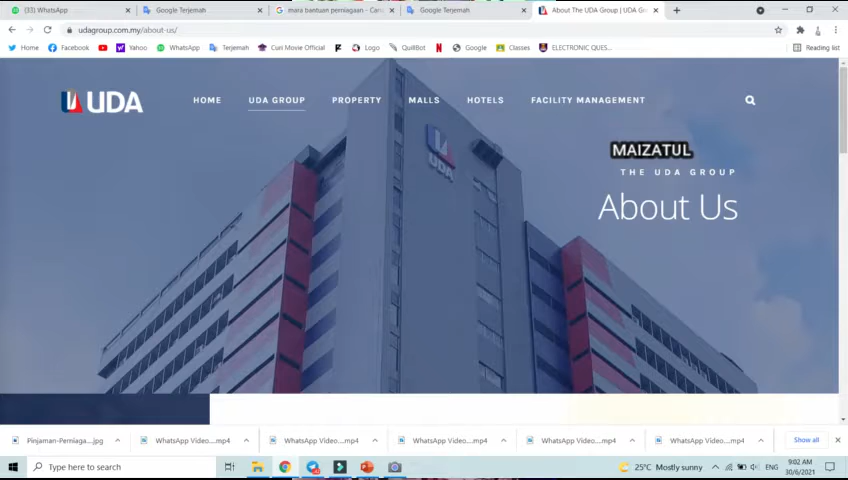 (33) WhatsApp
Google Terjemah
mara bantuan perniagaan - Car
Google Terjemah
About The UDA Group | UDA Gr
udagroup.com.my/about-us/
Home
Facebook
Yahoo
WhatsApp
Terjemah
Curi Movie Official
Logo
QuillBot
Google
Classes
ELECTRONIC QUES...
Reading list
UDA
HOME
UDA GROUP
PROPERTY
MALLS
HOTELS
FACILITY MANAGEMENT
UDA
MAIZATUL
THE UDA GROUP
About Us
Pinjaman-Perniaga....jpg
WhatsApp Video....mp4
WhatsApp Video....mp4
WhatsApp Video....mp4
WhatsApp Video....mp4
WhatsApp Video....mp4
Show all
Type here to search
25°C Mostly sunny
ENG
9:02 AM
30/6/2021